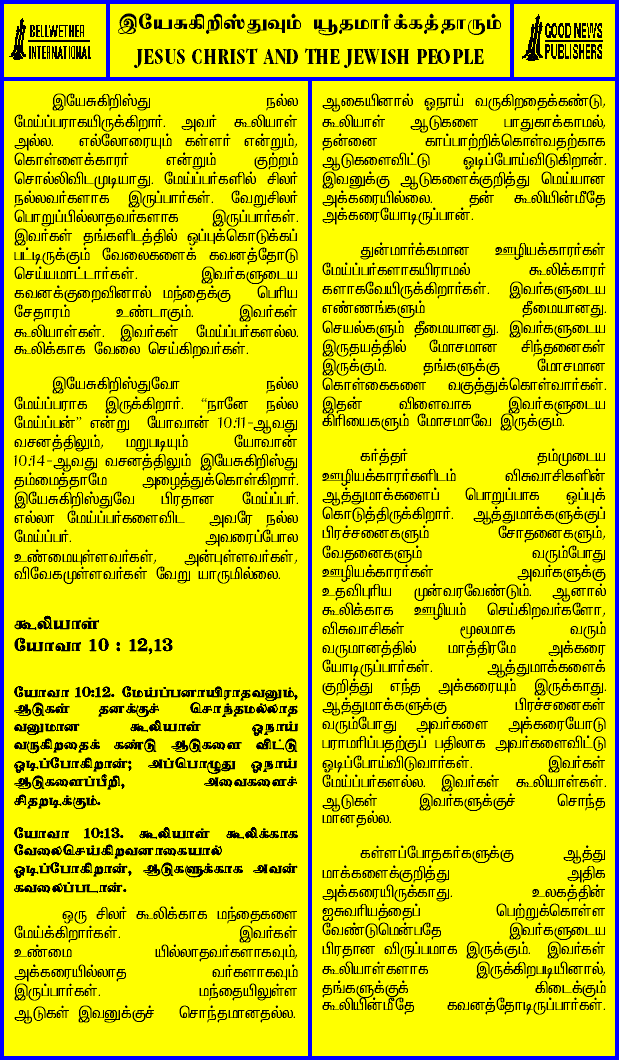 BELLWETHER
INTERNATIONAL
இயேசுகிறிஸ்துவும் யூதமார்க்கத்தாரும்
JESUS CHRIST AND THE JEWISH PEOPLE
GOOD NEWS
PUBLISHERS
இயேசுகிறிஸ்து நல்ல
மேய்ப்பராகயிருக்கிறார். அவர் கூலியாள்
அல்ல. எல்லோரையும் கள்ளர் என்றும்,
கொள்ளைக்காரர் என்றும் குற்றம்
சொல்லிவிடமுடியாது. மேய்ப்பர்களில் சிலர்
நல்லவர்களாக இருப்பார்கள். வேறுசிலர்
பொறுப்பில்லாதவர்களாக இருப்பார்கள்.
இவர்கள் தங்களிடத்தில் ஒப்புக்கொடுக்கப்
பட்டிருக்கும் வேலைகளைக் கவனத்தோடு
செய்யமாட்டார்கள். இவர்களுடைய
கவனக்குறைவினால் மந்தைக்கு பெரிய
சேதாரம் உண்டாகும். இவர்கள்
கூலியாள்கள். இவர்கள் மேய்ப்பர்களல்ல.
கூலிக்காக வேலை செய்கிறவர்கள்.
இயேசுகிறிஸ்துவோ நல்ல
மேய்ப்பராக இருக்கிறார். “நானே நல்ல
மேய்ப்பன்” என்று யோவான் 10:11-ஆவது
வசனத்திலும், மறுபடியும் யோவான்
10:14-ஆவது வசனத்திலும் இயேசுகிறிஸ்து
தம்மைத்தாமே அழைத்துக்கொள்கிறார்.
இயேசுகிறிஸ்துவே பிரதான மேய்ப்பர்.
எல்லா மேய்ப்பர்களைவிட அவரே நல்ல
மேய்ப்பர். அவரைப்போல
உண்மையுள்ளவர்கள், அன்புள்ளவர்கள்,
விவேகமுள்ளவர்கள் வேறு யாருமில்லை.
கூலியாள்
யோவா 10 : 12,13
யோவா 10:12. மேய்ப்பனாயிராதவனும்,
ஆடுகள் தனக்குச் சொந்தமல்லாத
வனுமான கூலியாள் ஓநாய்
வருகிறதைக் கண்டு ஆடுகளை விட்டு
ஓடிப்போகிறான்; அப்பொழுது ஓநாய்
ஆடுகளைப்பீறி, அவைகளைச்
சிதறடிக்கும்.
யோவா 10:13. கூலியாள் கூலிக்காக
வேலைசெய்கிறவனாகையால்
ஓடிப்போகிறான், ஆடுகளுக்காக அவன்
கவலைப்படான்.
ஒரு சிலர் கூலிக்காக மந்தைகளை
மேய்க்கிறார்கள். இவர்கள்
உண்மை யில்லாதவர்களாகவும்,
அக்கரையில்லாத வர்களாகவும்
இருப்பார்கள். மந்தையிலுள்ள
ஆடுகள் இவனுக்குச் சொந்தமானதல்ல.
ஆகையினால் ஓநாய் வருகிறதைக்கண்டு,
கூலியாள் ஆடுகளை பாதுகாக்காமல்,
தன்னை காப்பாற்றிக்கொள்வதற்காக
ஆடுகளைவிட்டு ஓடிப்போய்விடுகிறான்.
இவனுக்கு ஆடுகளைக்குறித்து மெய்யான
அக்கரையில்லை. தன் கூலியின்மீதே
அக்கரையோடிருப்பான்.
துன்மார்க்கமான ஊழியக்காரர்கள்
மேய்ப்பர்களாகயிராமல் கூலிக்காரர்
களாகவேயிருக்கிறார்கள். இவர்களுடைய
எண்ணங்களும் தீமையானது.
செயல்களும் தீமையானது. இவர்களுடைய
இருதயத்தில் மோசமான சிந்தனைகள்
இருக்கும். தங்களுக்கு மோசமான
கொள்கைகளை வகுத்துக்கொள்வார்கள்.
இதன் விளைவாக இவர்களுடைய
கிரியைகளும் மோசமாவே இருக்கும்.
கர்த்தர் தம்முடைய
ஊழியக்காரர்களிடம் விசுவாசிகளின்
ஆத்துமாக்களைப் பொறுப்பாக ஒப்புக்
கொடுத்திருக்கிறார். ஆத்துமாக்களுக்குப்
பிரச்சனைகளும் சோதனைகளும்,
வேதனைகளும் வரும்போது
ஊழியக்காரர்கள் அவர்களுக்கு
உதவிபுரிய முன்வரவேண்டும். ஆனால்
கூலிக்காக ஊழியம் செய்கிறவர்களோ,
விசுவாசிகள் மூலமாக வரும்
வருமானத்தில் மாத்திரமே அக்கரை
யோடிருப்பார்கள். ஆத்துமாக்களைக்
குறித்து எந்த அக்கரையும் இருக்காது.
ஆத்துமாக்களுக்கு பிரச்சனைகள்
வரும்போது அவர்களை அக்கரையோடு
பராமரிப்பதற்குப் பதிலாக அவர்களைவிட்டு
ஓடிப்போய்விடுவார்கள். இவர்கள்
மேய்ப்பர்களல்ல. இவர்கள் கூலியாள்கள்.
ஆடுகள் இவர்களுக்குச் சொந்த
மானதல்ல.
கள்ளப்போதகர்களுக்கு ஆத்து
மாக்களைக்குறித்து அதிக
அக்கரையிருக்காது. உலகத்தின்
ஐசுவரியத்தைப் பெற்றுக்கொள்ள
வேண்டுமென்பதே இவர்களுடைய
பிரதான விருப்பமாக இருக்கும். இவர்கள்
கூலியாள்களாக இருக்கிறபடியினால்,
தங்களுக்குக் கிடைக்கும்
கூலியின்மீதே கவனத்தோடிருப்பார்கள்.